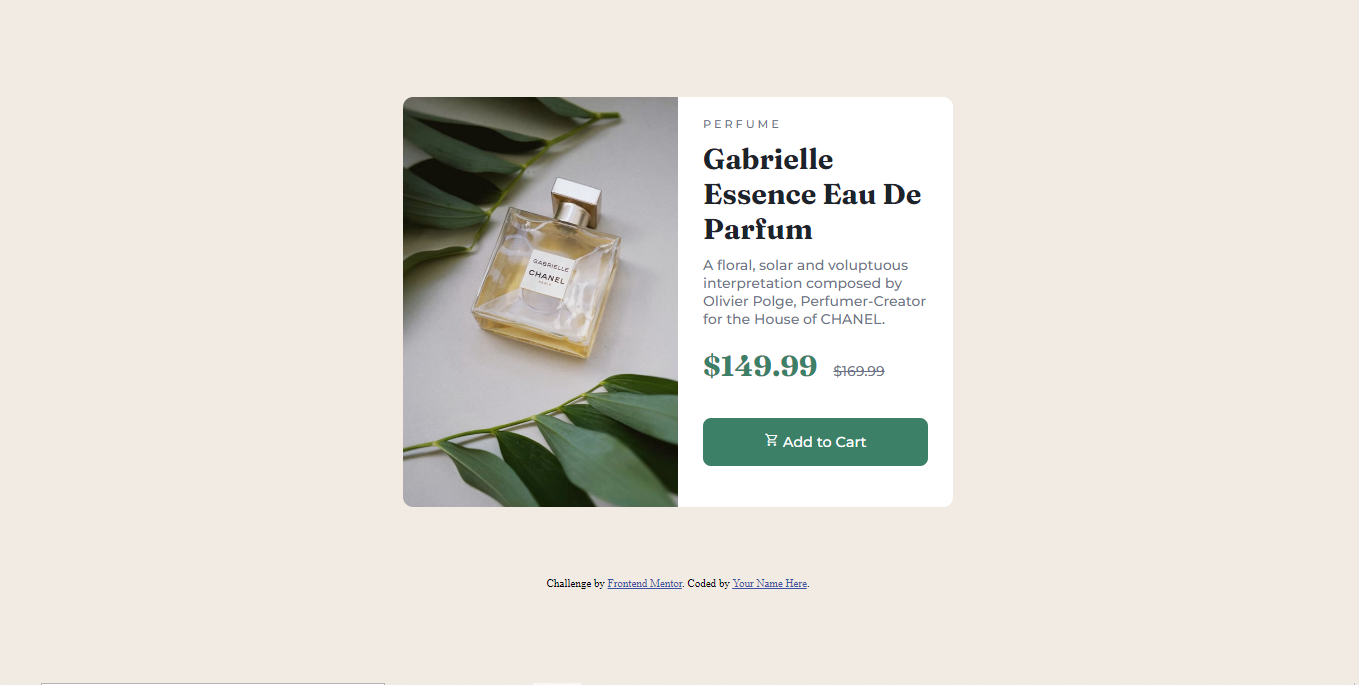 GABRIELLE
CHANEL
PARIS
PERFUME
Gabrielle
Essence Eau De
Parfum
A floral, solar and voluptuous
interpretation composed by
Olivier Polge, Perfumer-Creator
for the House of CHANEL.
$149.99 $169.99
Add to Cart
Challenge by Frontend Mentor. Coded by Your Name Here.